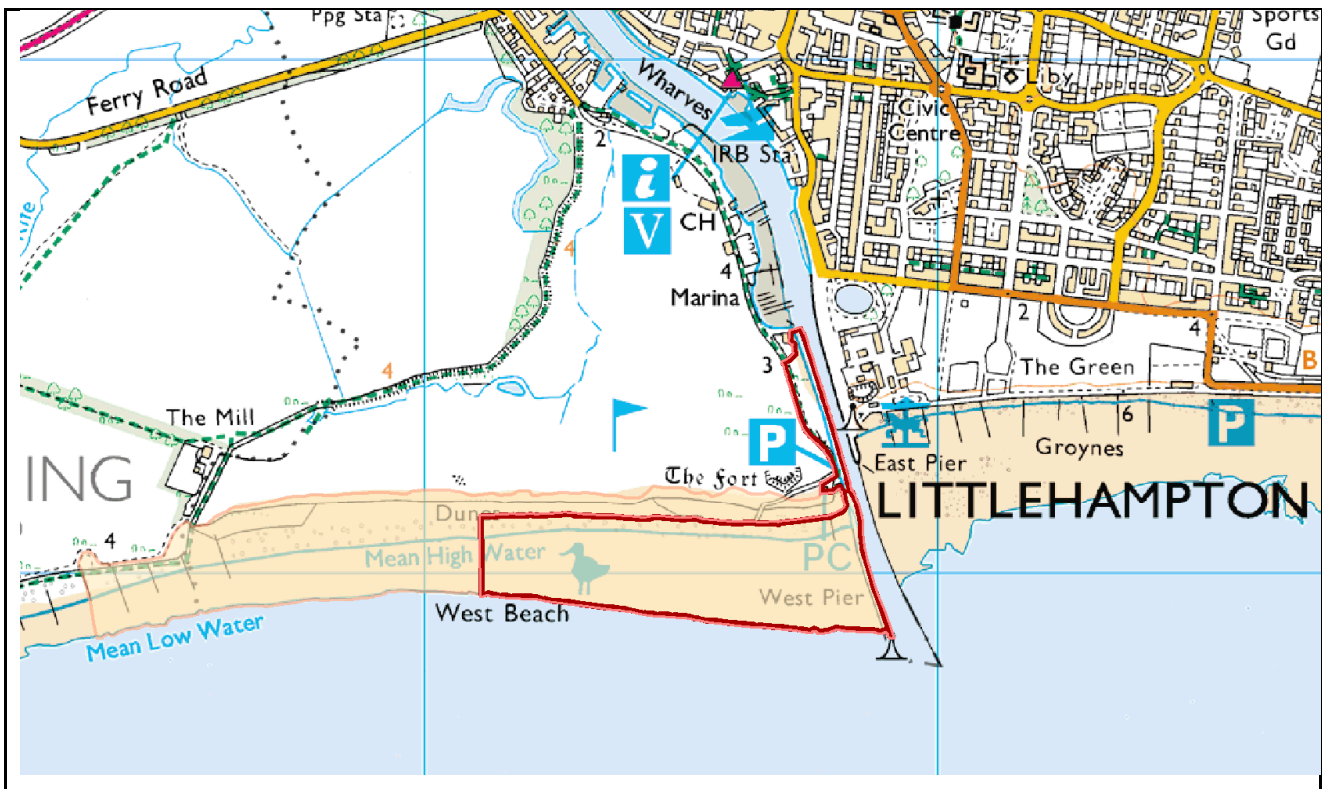 Ppg Sta
Sports
Gd
Ferry Road
Wharves
Liby
Civic
Centre
2
IRB Sta
i
V
CH
4
4
Marina
2
4
3
The Green
B
4
The Mill
6
P
P
Groynes
East Pier
ING
The Fort
LITTLEHAMPTON
Dunes
4
Mean High Water
PC
West Pier
West Beach
Mean Low Water